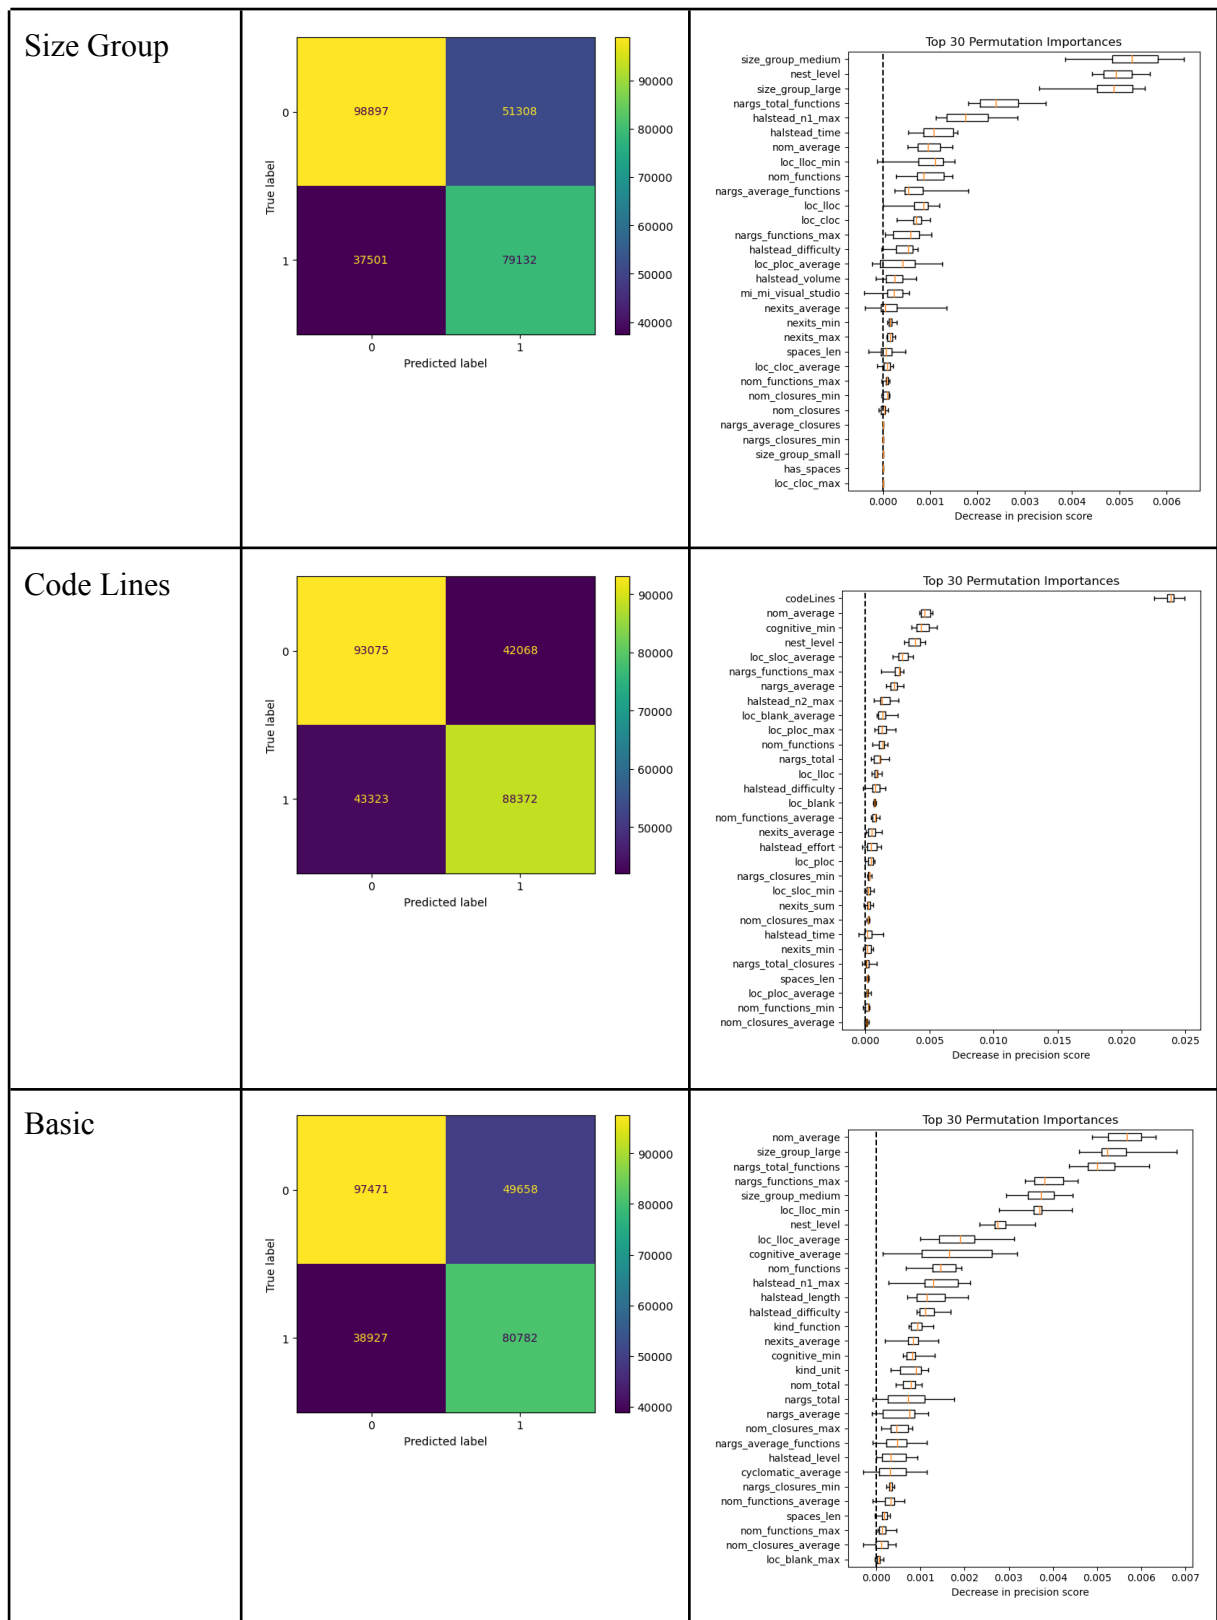 Size Group
True label
0
1
98897
51308
37501
79132
0
1
Predicted label
90000
80000
70000
60000
50000
40000
Top 30 Permutation Importances
size_group_medium
nest_level
size_group_large
nargs_total_functions
halstead_n1_max
halstead_time
nom_average
loc_lloc_min
nom_functions
nargs_average_functions
loc_lloc
loc_cloc
nargs_functions_max
halstead_difficulty
loc_ploc_average
halstead_volume
mi_mi_visual_studio
nexits_average
nexits_min
nexits_max
spaces_len
loc_cloc_average
nom_functions_max
nom_closures_min
nom_closures
nargs_average_closures
nargs_closures_min
size_group_small
has_spaces
loc_cloc_max
0.000 0.001 0.002 0.003 0.004 0.005 0.006
Decrease in precision score
Code Lines
True label
0
1
93075
42068
43323
88372
0
1
Predicted label
90000
80000
70000
60000
50000
Top 30 Permutation Importances
codeLines
nom_average
cognitive_min
nest_level
loc_sloc_average
nargs_functions_max
nargs_average
halstead_n2_max
loc_blank_average
loc_ploc_max
nom_functions
nargs_total
loc_lloc
halstead_difficulty
loc_blank
nom_functions_average
nexits_average
halstead_effort
loc_ploc
nargs_closures_min
loc_sloc_min
nexits_sum
nom_closures_max
halstead_time
nexits_min
nargs_total_closures
spaces_len
loc_ploc_average
nom_functions_min
nom_closures_average
0.000 0.005 0.010 0.015 0.020 0.025
Decrease in precision score
Basic
True label
0
1
97471
49658
38927
80782
0
1
Predicted label
90000
80000
70000
60000
50000
40000
Top 30 Permutation Importances
nom_average
size_group_large
nargs_total_functions
nargs_functions_max
size_group_medium
loc_lloc_min
nest_level
loc_lloc_average
cognitive_average
nom_functions
halstead_n1_max
halstead_length
halstead_difficulty
kind_function
nexits_average
cognitive_min
kind_unit
nom_total
nargs_total
nargs_average
nom_closures_max
nargs_average_functions
halstead_level
cyclomatic_average
nargs_closures_min
nom_functions_average
spaces_len
nom_functions_max
nom_closures_average
loc_blank_max
0.000 0.001 0.002 0.003 0.004 0.005 0.006 0.007
Decrease in precision score